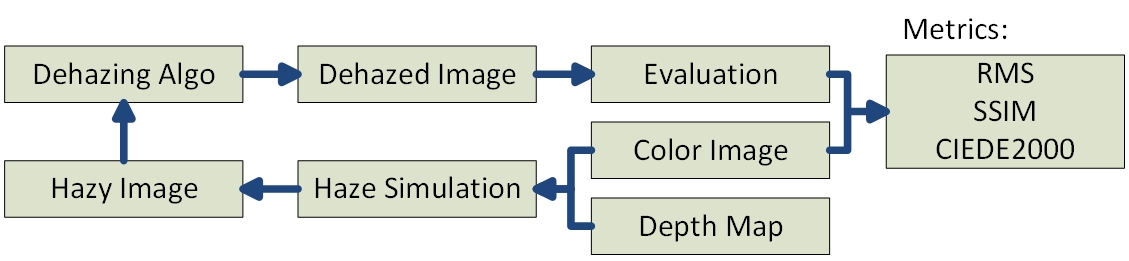 Metrics:
Dehazing Algo
Dehazed Image
Evaluation
RMS
SSIM
CIEDE2000
Color Image
Hazy Image
Haze Simulation
Depth Map